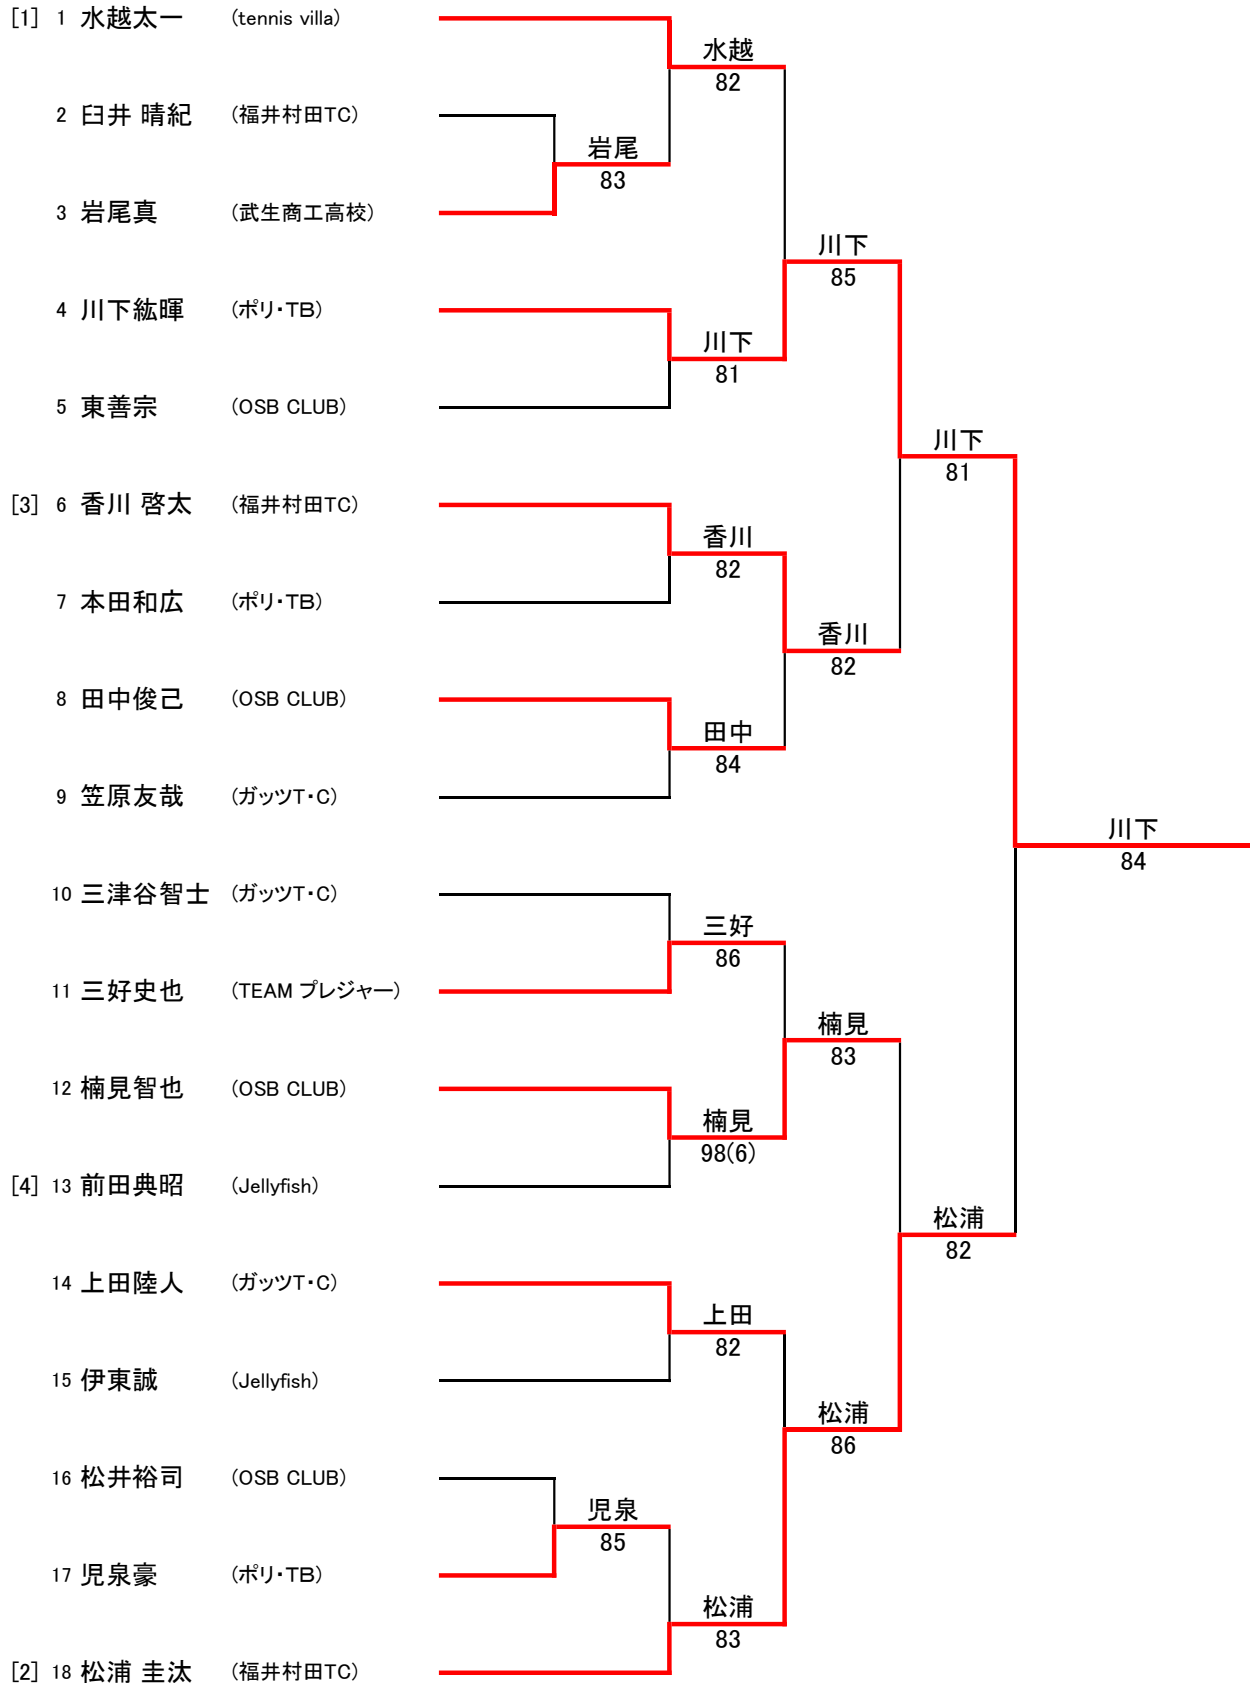 [1] 1 水越太一 (tennis villa)
水越
82
2 臼井 晴紀 (福井村田TC)
岩尾
83
3 岩尾真 (武生商工高校)
川下
85
4 川下紘暉 (ポリ・TB)
川下
81
5 東善宗 (OSB CLUB)
川下
81
[3] 6 香川 啓太 (福井村田TC)
香川
82
7 本田和広 (ポリ・TB)
香川
82
8 田中俊己 (OSB CLUB)
田中
84
9 笠原友哉 (ガッツT・C)
川下
84
10 三津谷智士 (ガッツT・C)
三好
86
11 三好史也 (TEAM プレジャー)
楠見
83
12 楠見智也 (OSB CLUB)
楠見
98(6)
[4] 13 前田典昭 (Jellyfish)
松浦
82
14 上田陸人 (ガッツT・C)
上田
82
15 伊東誠 (Jellyfish)
松浦
86
16 松井裕司 (OSB CLUB)
児泉
85
17 児泉豪 (ポリ・TB)
松浦
83
[2] 18 松浦 圭汰 (福井村田TC)